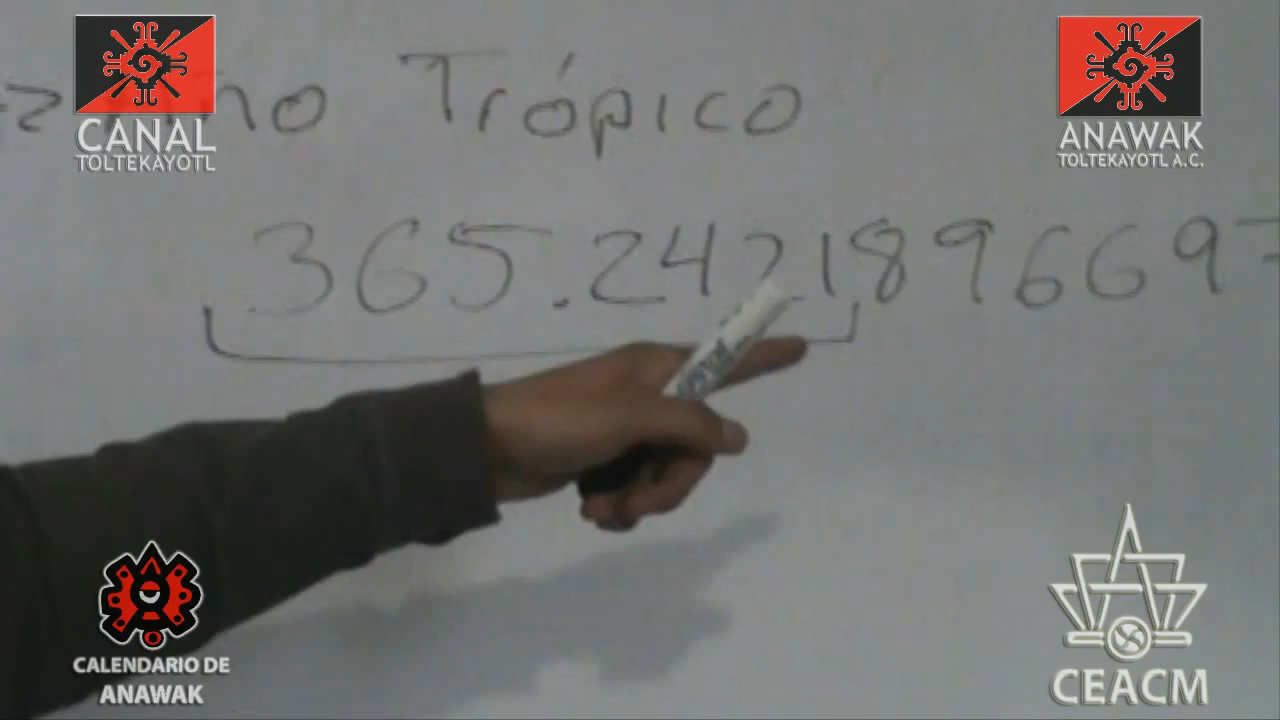 Trópico
365.2421896697
CANAL
TOLTEKAYOTL
ANAWAK
TOLTEKAYOTL A.C.
CALENDARIO DE
ANAWAK
CEACM